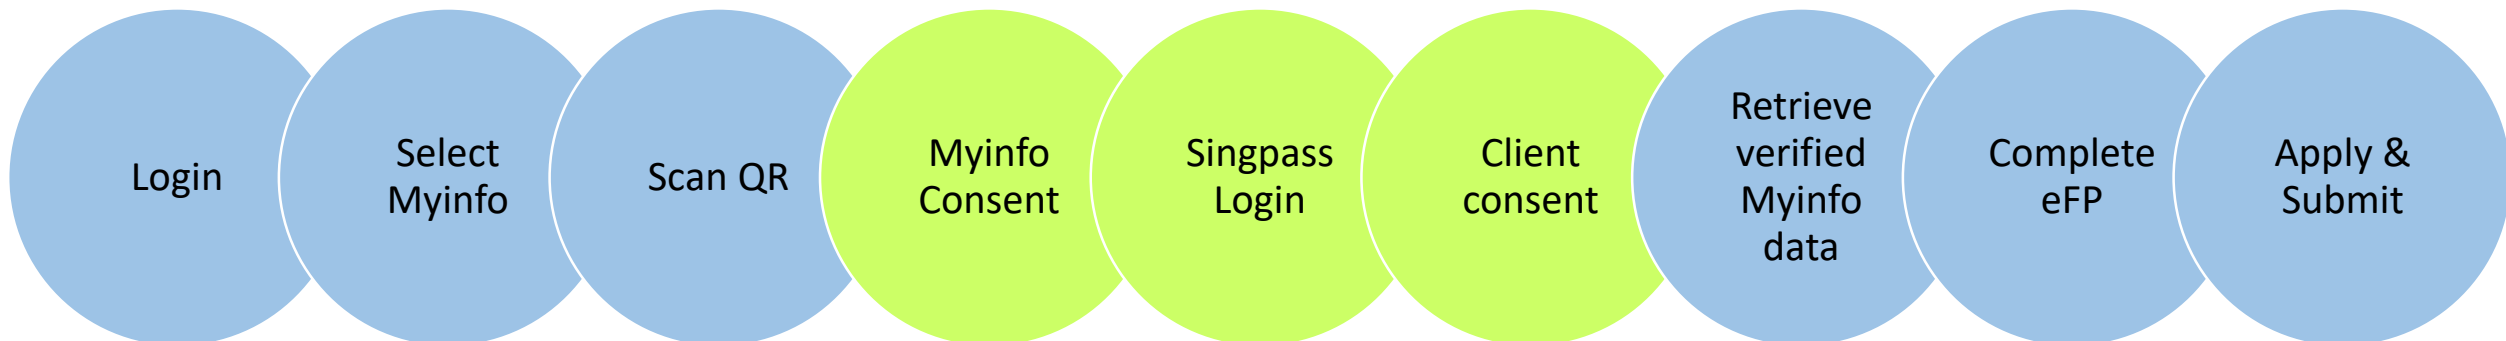 Login
Select
Myinfo
Scan QR
Myinfo
Consent
Singpass
Login
Client
consent
Retrieve
verified
Myinfo
data
Complete
eFP
Apply &
Submit